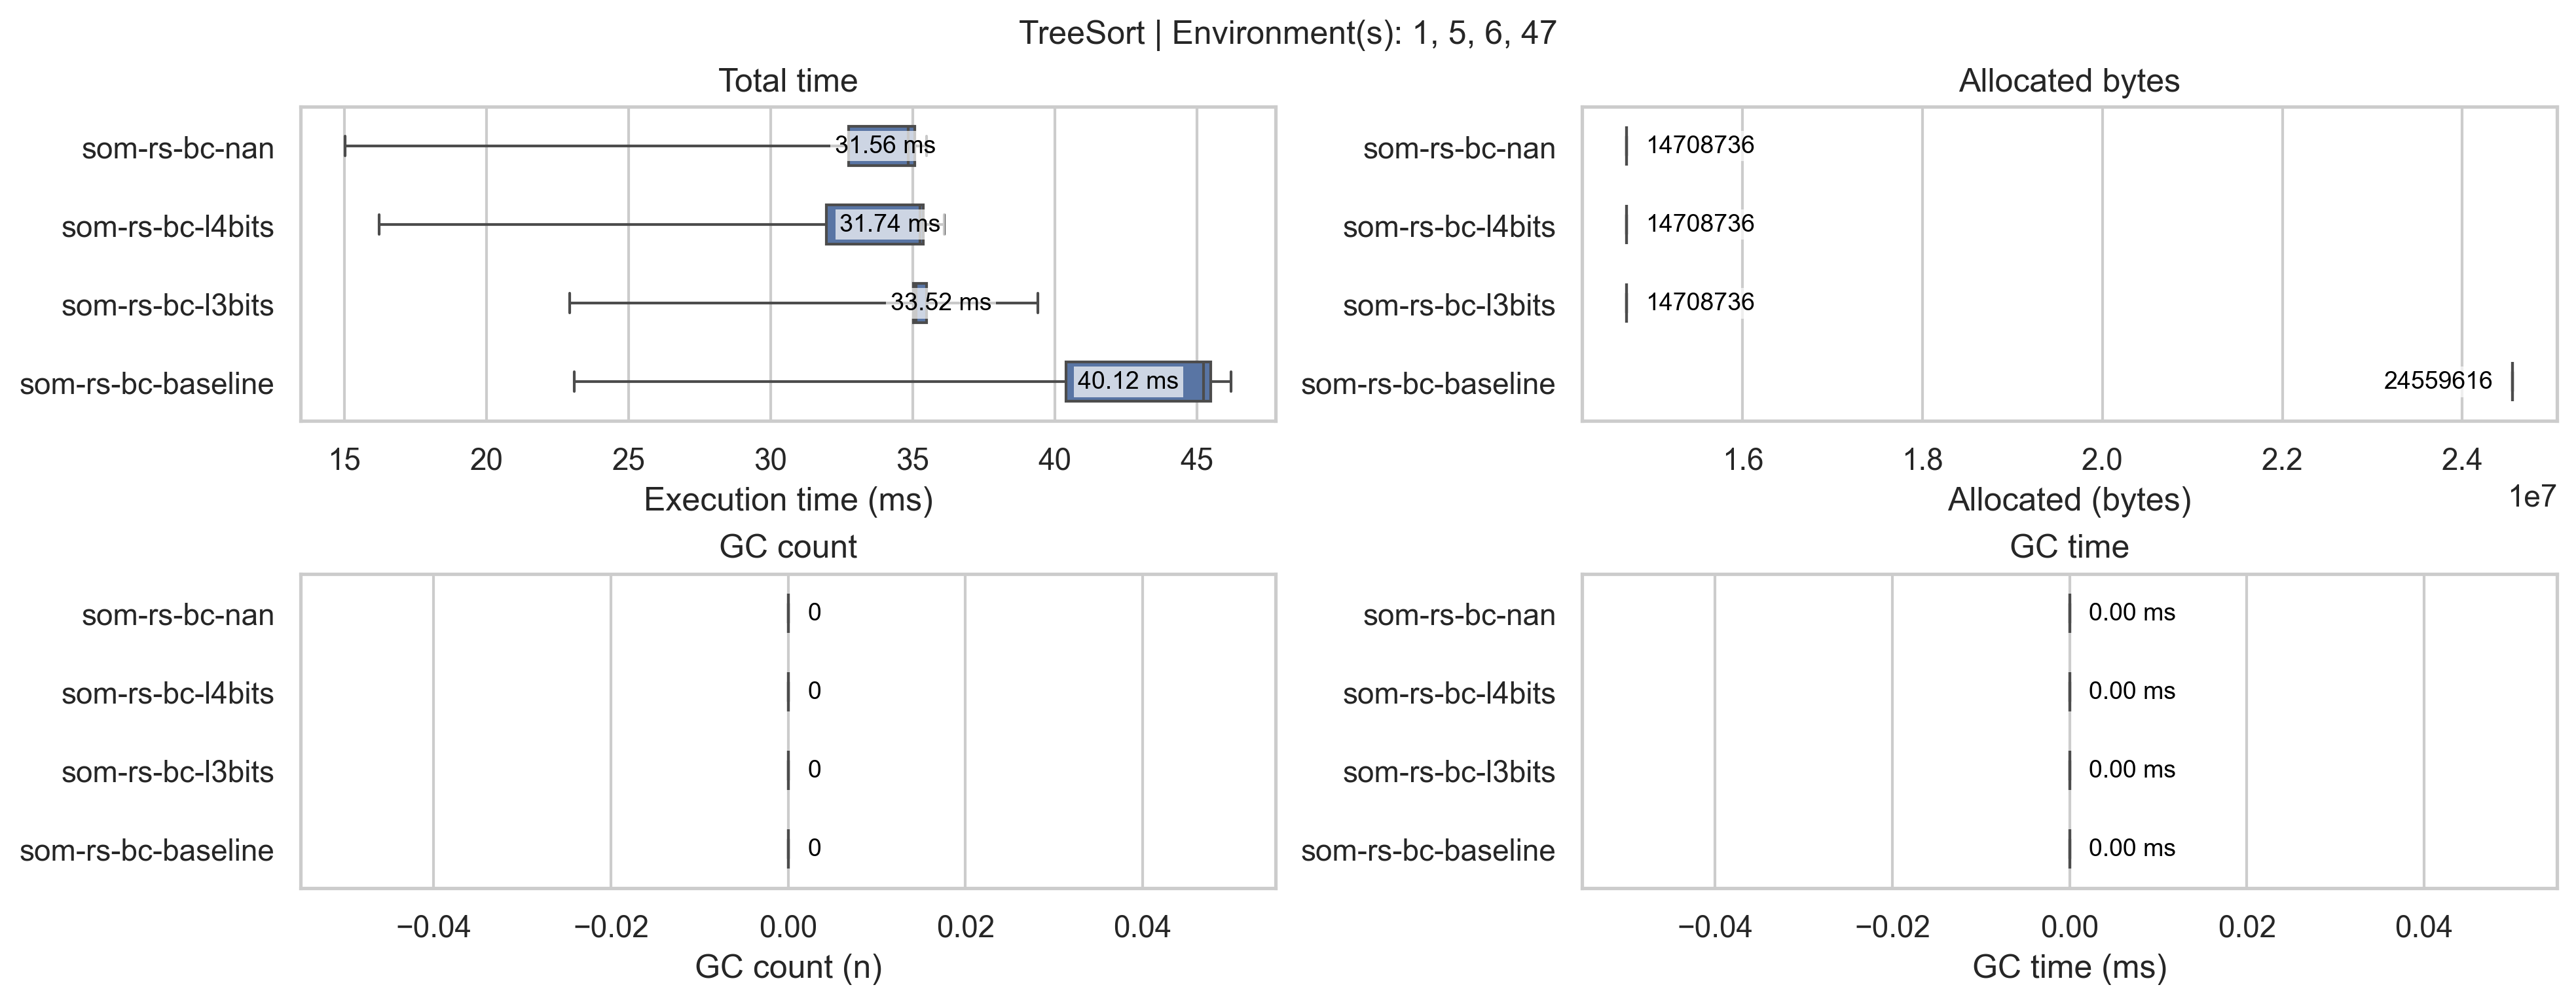 TreeSort | Environment(s): 1, 5, 6, 47
Total time
som-rs-bc-nan
31.56 ms
som-rs-bc-l4bits
31.74 ms
som-rs-bc-l3bits
33.52 ms
som-rs-bc-baseline
40.12 ms
15 20 25 30 35 40 45
Execution time (ms)
Allocated bytes
som-rs-bc-nan
14708736
som-rs-bc-l4bits
14708736
som-rs-bc-l3bits
14708736
som-rs-bc-baseline
24559616
1.6 1.8 2.0 2.2 2.4
1e7
Allocated (bytes)
GC count
som-rs-bc-nan
0
som-rs-bc-l4bits
0
som-rs-bc-l3bits
0
som-rs-bc-baseline
0
−0.04 −0.02 0.00 0.02 0.04
GC count (n)
GC time
som-rs-bc-nan
0.00 ms
som-rs-bc-l4bits
0.00 ms
som-rs-bc-l3bits
0.00 ms
som-rs-bc-baseline
0.00 ms
−0.04 −0.02 0.00 0.02 0.04
GC time (ms)